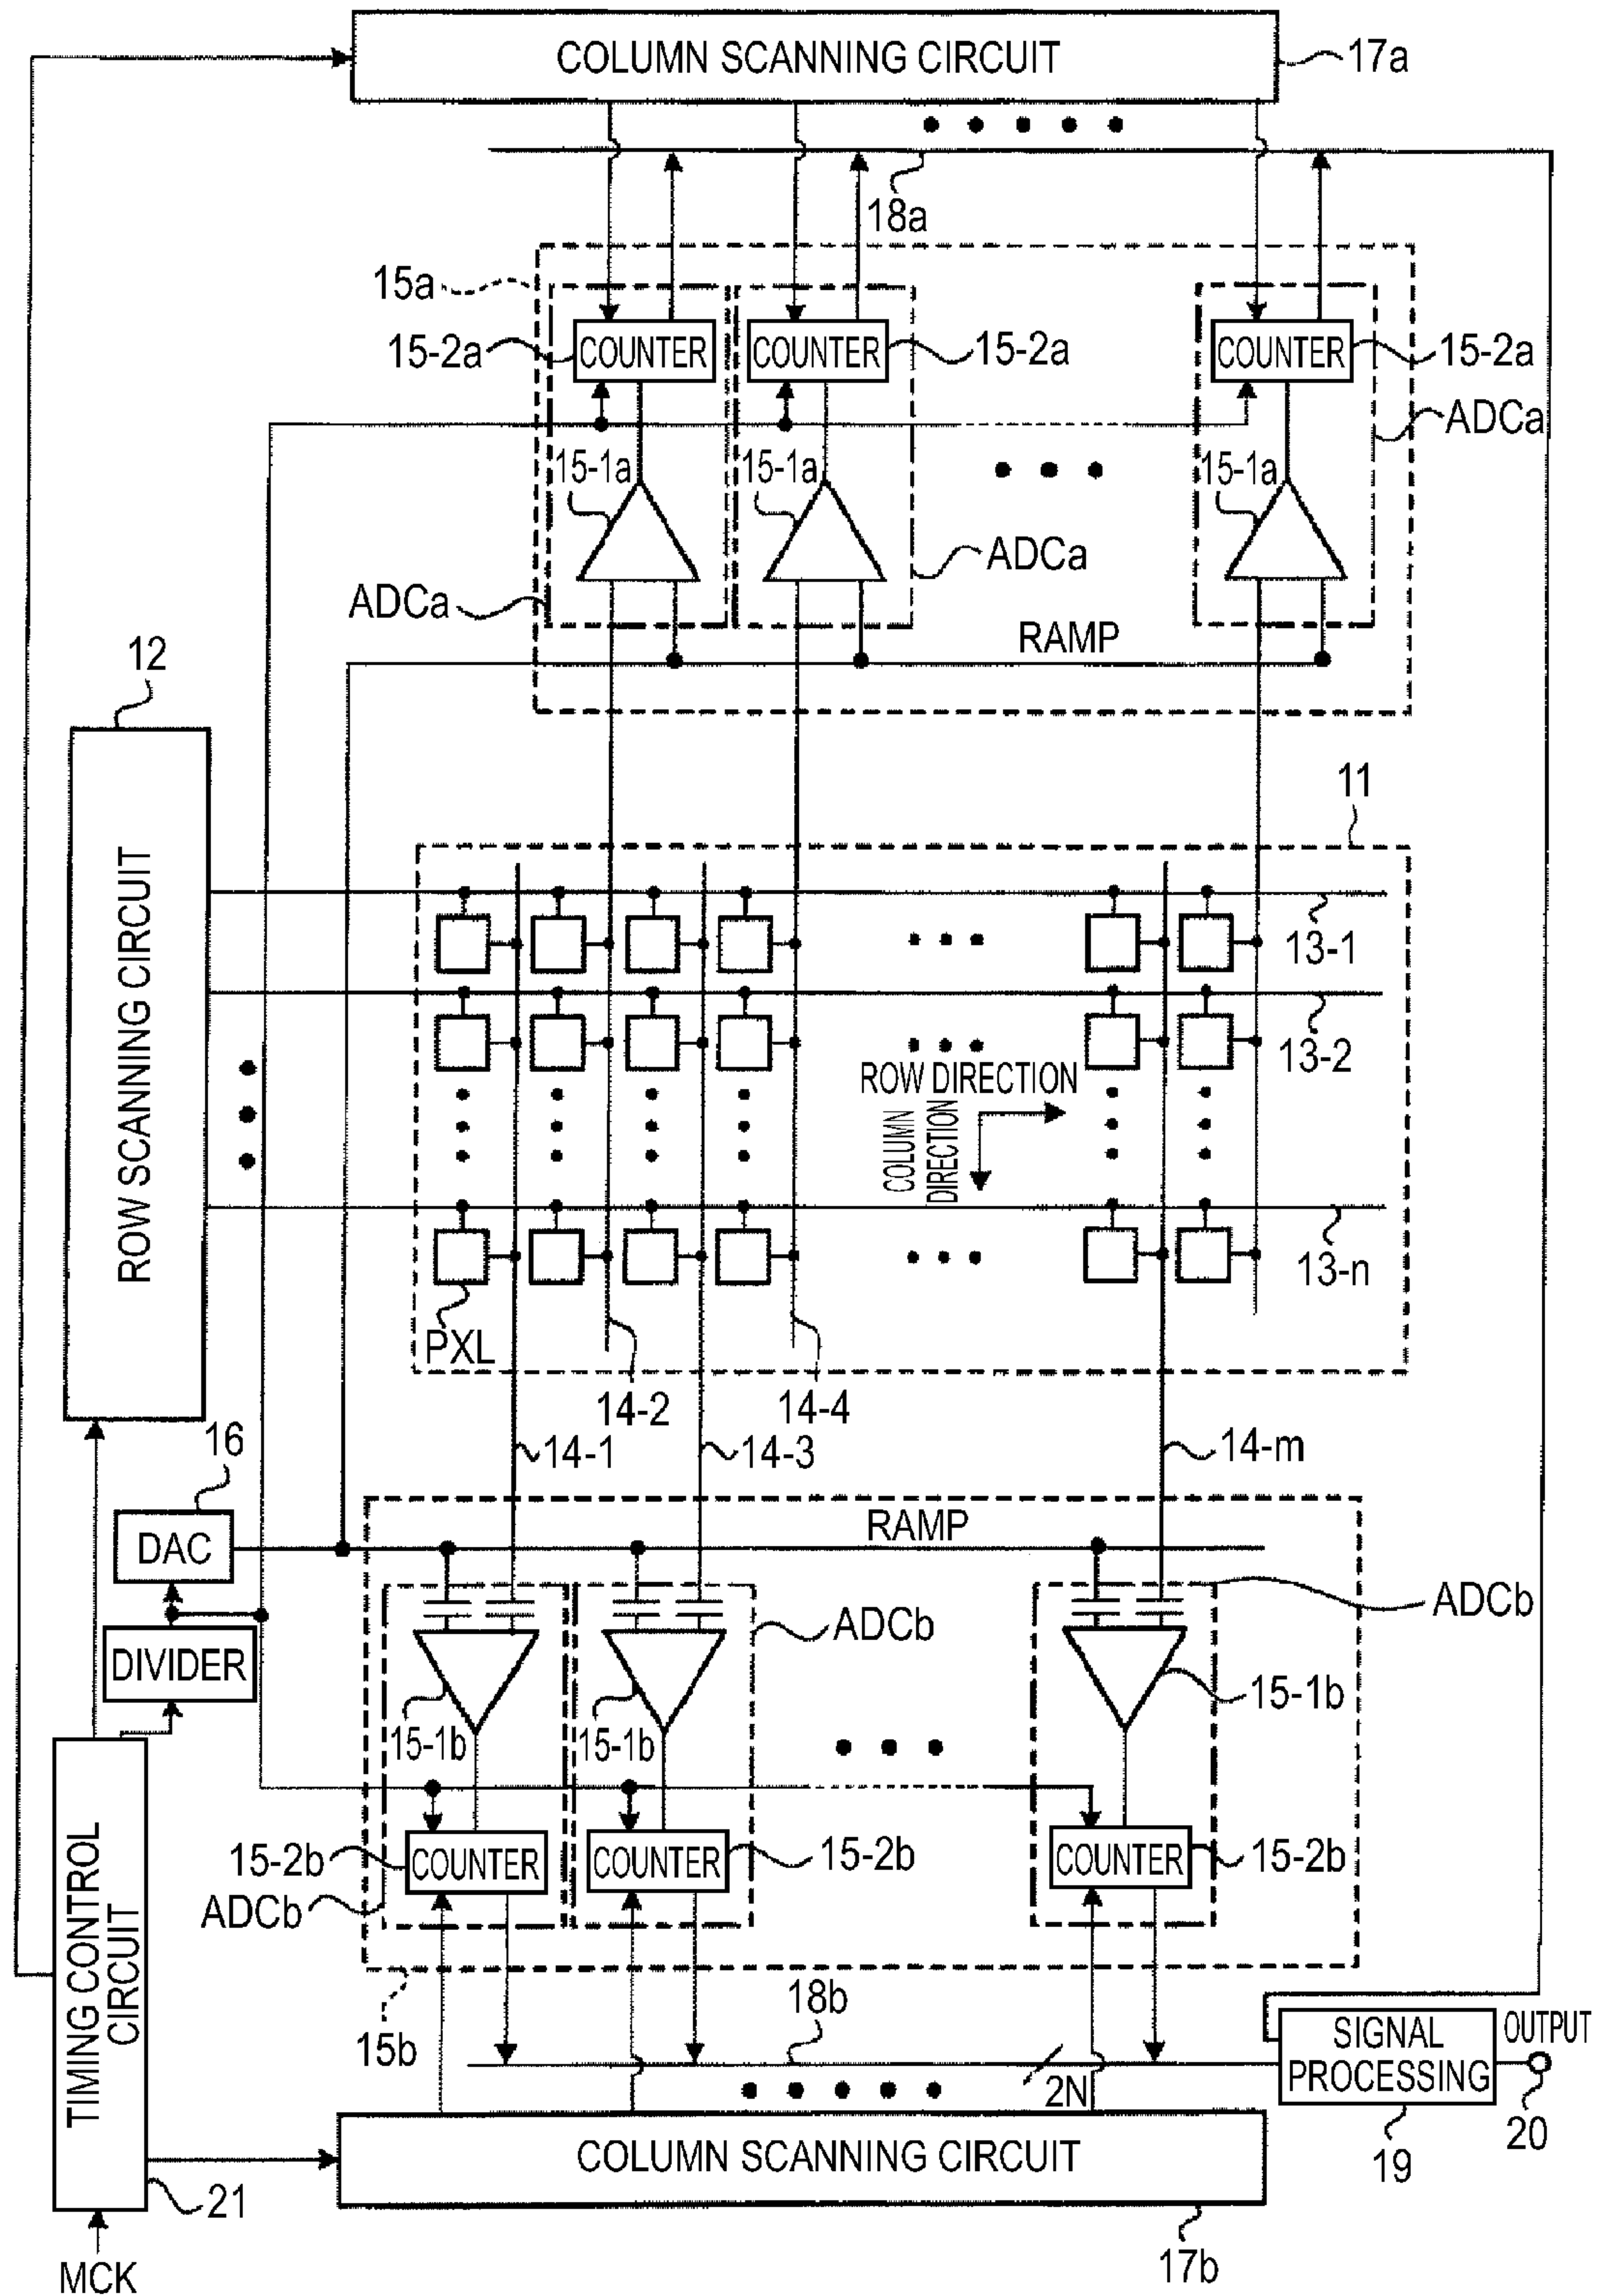 COLUMN SCANNING CIRCUIT
17a
18a
15a
COUNTER
COUNTER
COUNTER
15-2a
15-2a
15-2a
ADCa
15-1a
15-1a
15-1a
ADCa
ADCa
RAMP
12
ROW SCANNING CIRCUIT
11
13-1
13-2
ROW DIRECTION
COLUMN
DIRECTION
13-n
PXL
14-2
14-4
14-1
14-3
14-m
16
DAC
RAMP
ADCb
ADCb
DIVIDER
15-1b
15-1b
15-1b
TIMING CONTROL
CIRCUIT
15-2b
COUNTER
COUNTER
15-2b
COUNTER
15-2b
ADCb
15b
18b
2N
SIGNAL
PROCESSING
OUTPUT
19
20
COLUMN SCANNING CIRCUIT
21
17b
MCK